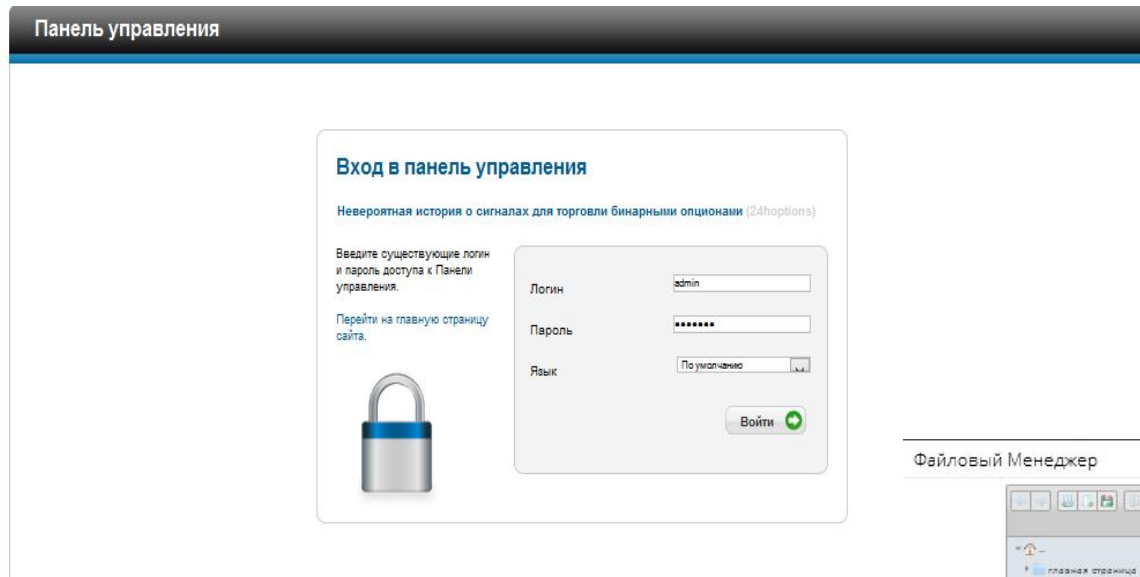 Панель управления
Вход в панель управления
Невероятная история о сигналах для торговли бинарными опционами (24hoptions)
Введите существующие логин
и пароль доступа к Панели
управления.
Перейти на главную страницу
сайта.
Логин
admin
Пароль
•••••••
Язык
По умолчанию
Войти
Файловый Менеджер
главная страница